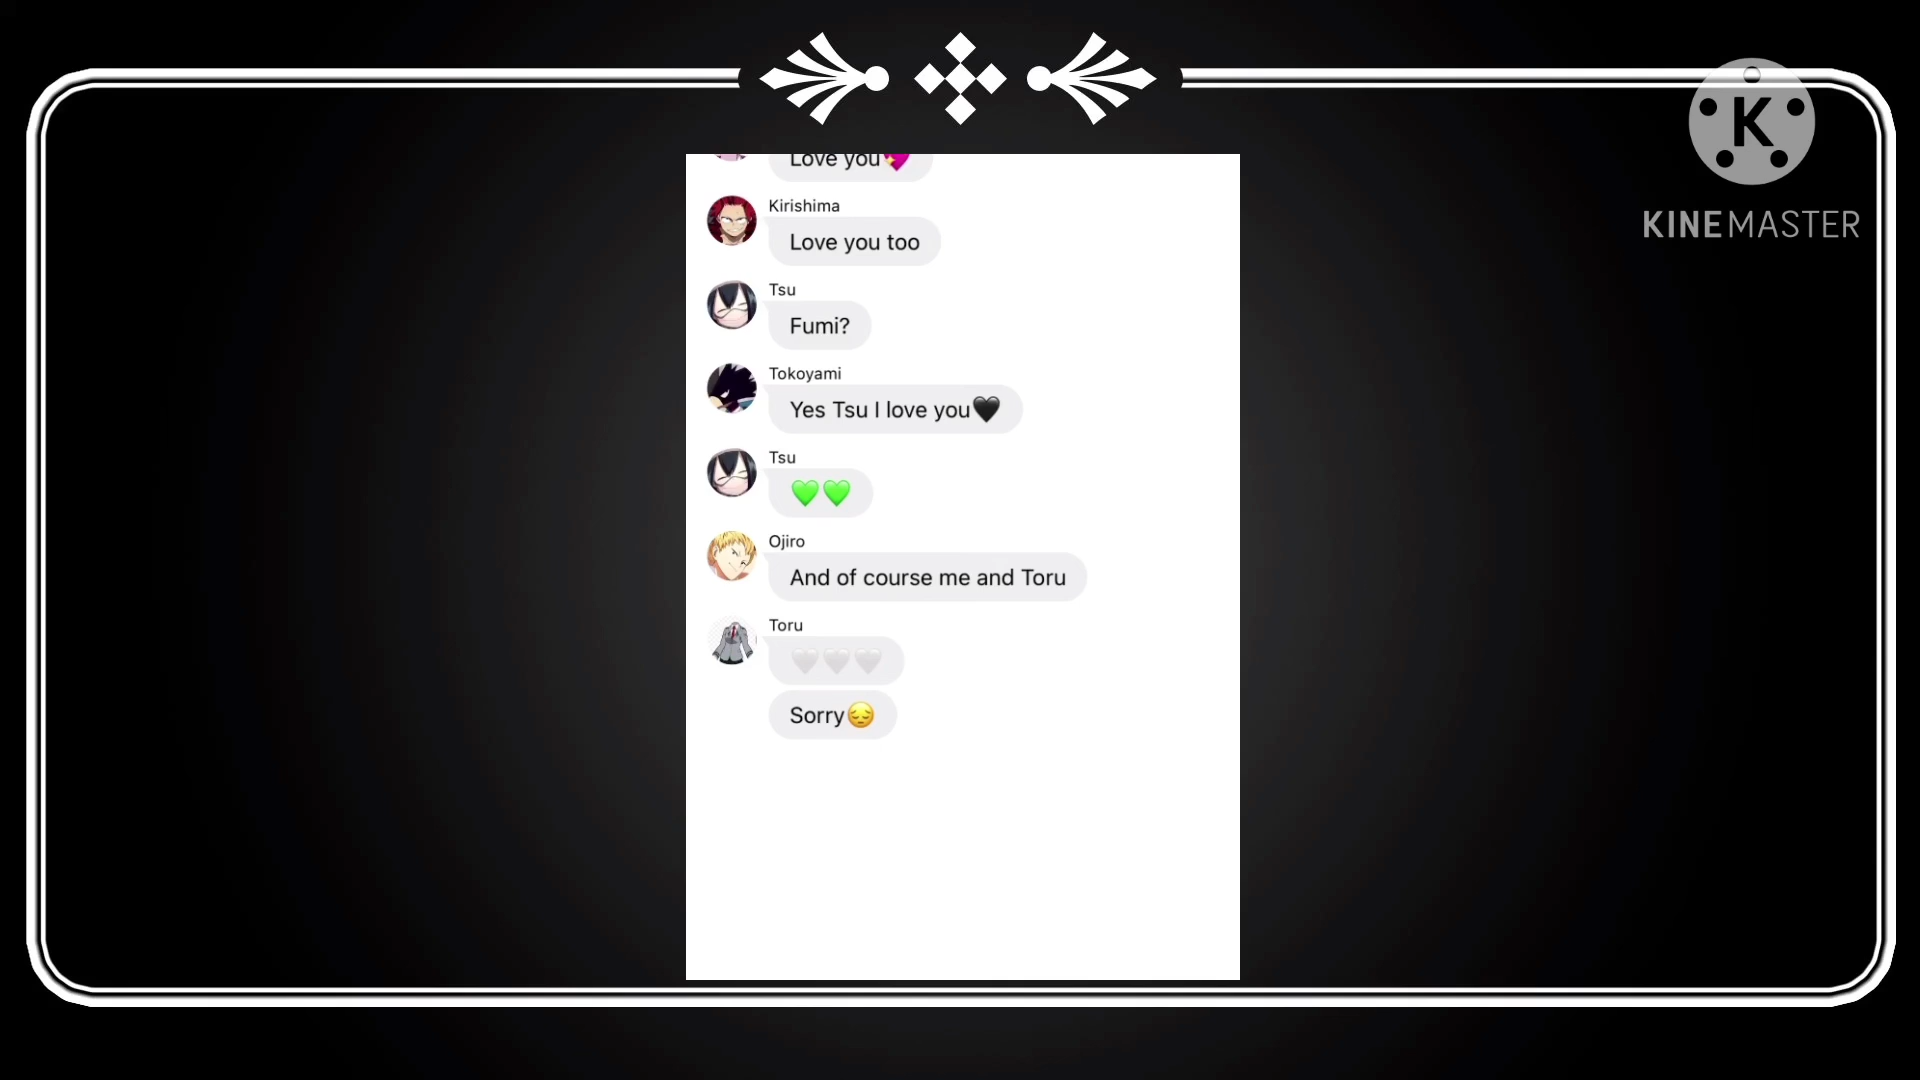 Love you💖
Kirishima
Love you too
Tsu
Fumi?
Tokoyami
Yes Tsu I love you🖤
Tsu
💚💚
Ojiro
And of course me and Toru
Toru
🤍🤍🤍
Sorry😔
K
KINEMASTER